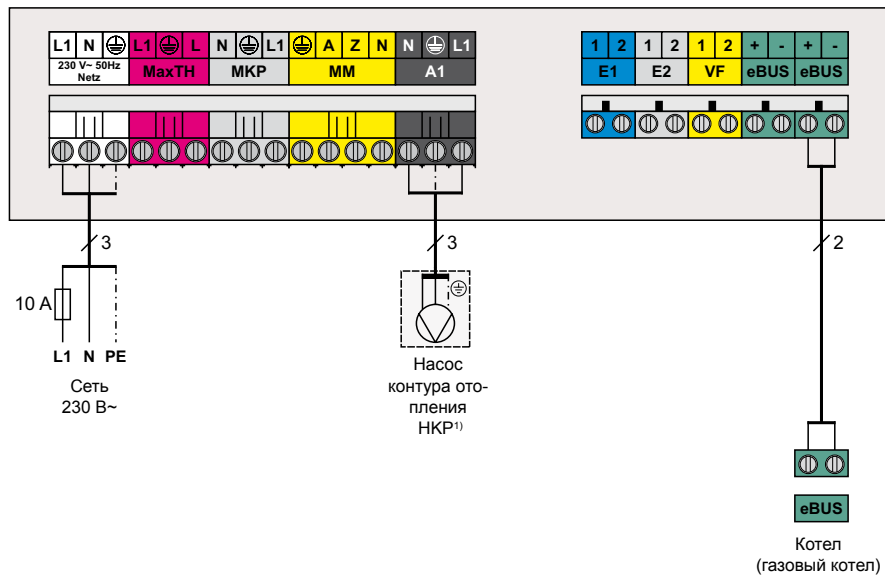 L1 N L1 L N L1 A Z N N L1 1 2 1 2 1 2 + - + -
230 V~ 50Hz
Netz
MaxTH MKP MM A1 E1 E2 VF eBUS eBUS
3 3 2
10 A
L1 N PE
Сеть
230 В~
Насос
контура ото-
пления
HKP¹⁾
eBUS
Котел
(газовый котел)